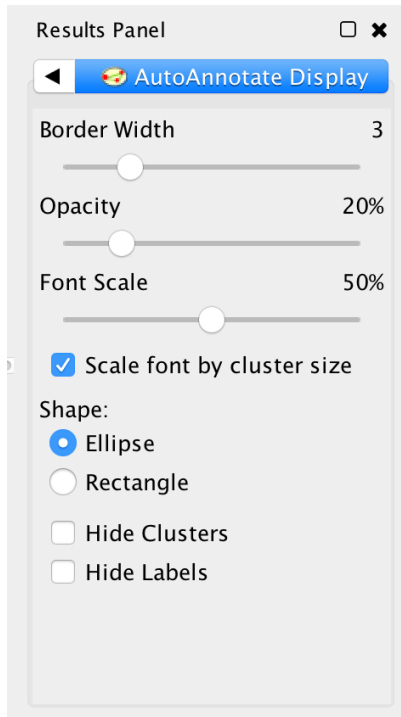 Results Panel
AutoAnnotate Display
Border Width 3
Opacity 20%
Font Scale 50%
Scale font by cluster size
Shape:
Ellipse
Rectangle
Hide Clusters
Hide Labels